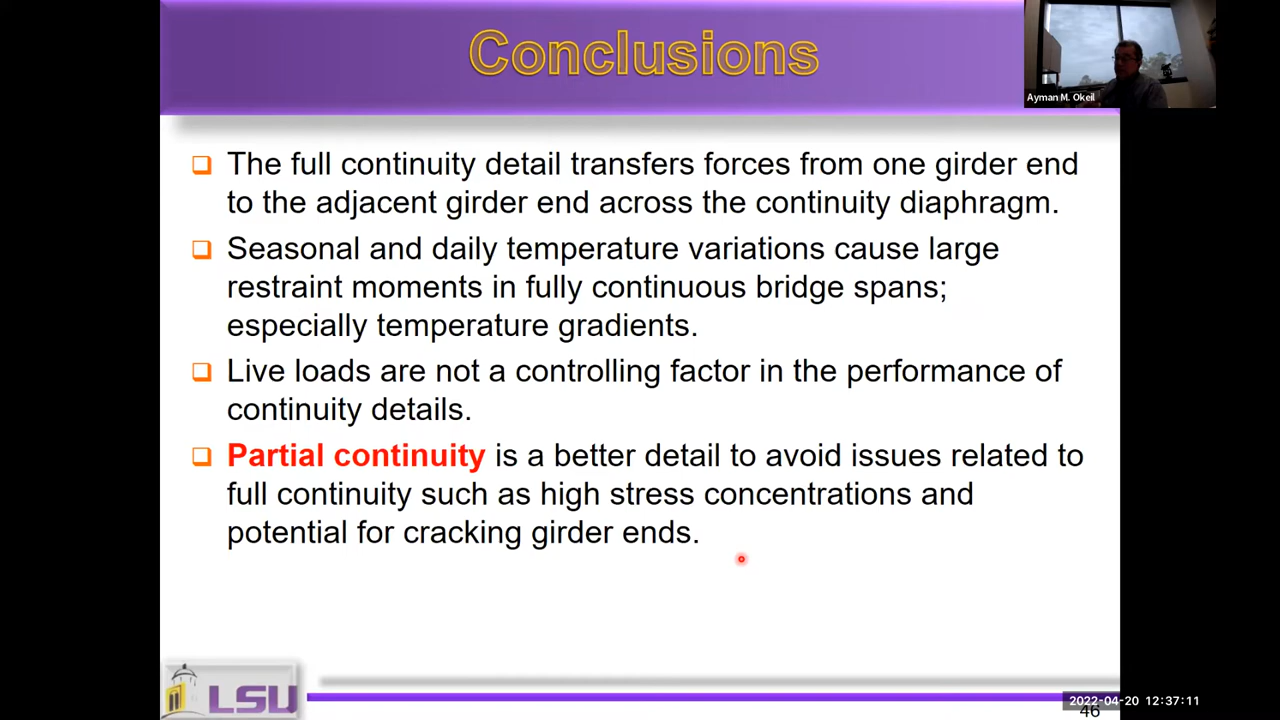 Conclusions
Ayman M. Okeil
The full continuity detail transfers forces from one girder end
to the adjacent girder end across the continuity diaphragm.
Seasonal and daily temperature variations cause large
restraint moments in fully continuous bridge spans;
especially temperature gradients.
Live loads are not a controlling factor in the performance of
continuity details.
Partial continuity is a better detail to avoid issues related to
full continuity such as high stress concentrations and
potential for cracking girder ends.
LSU
2022-04-20 12:37:11
46